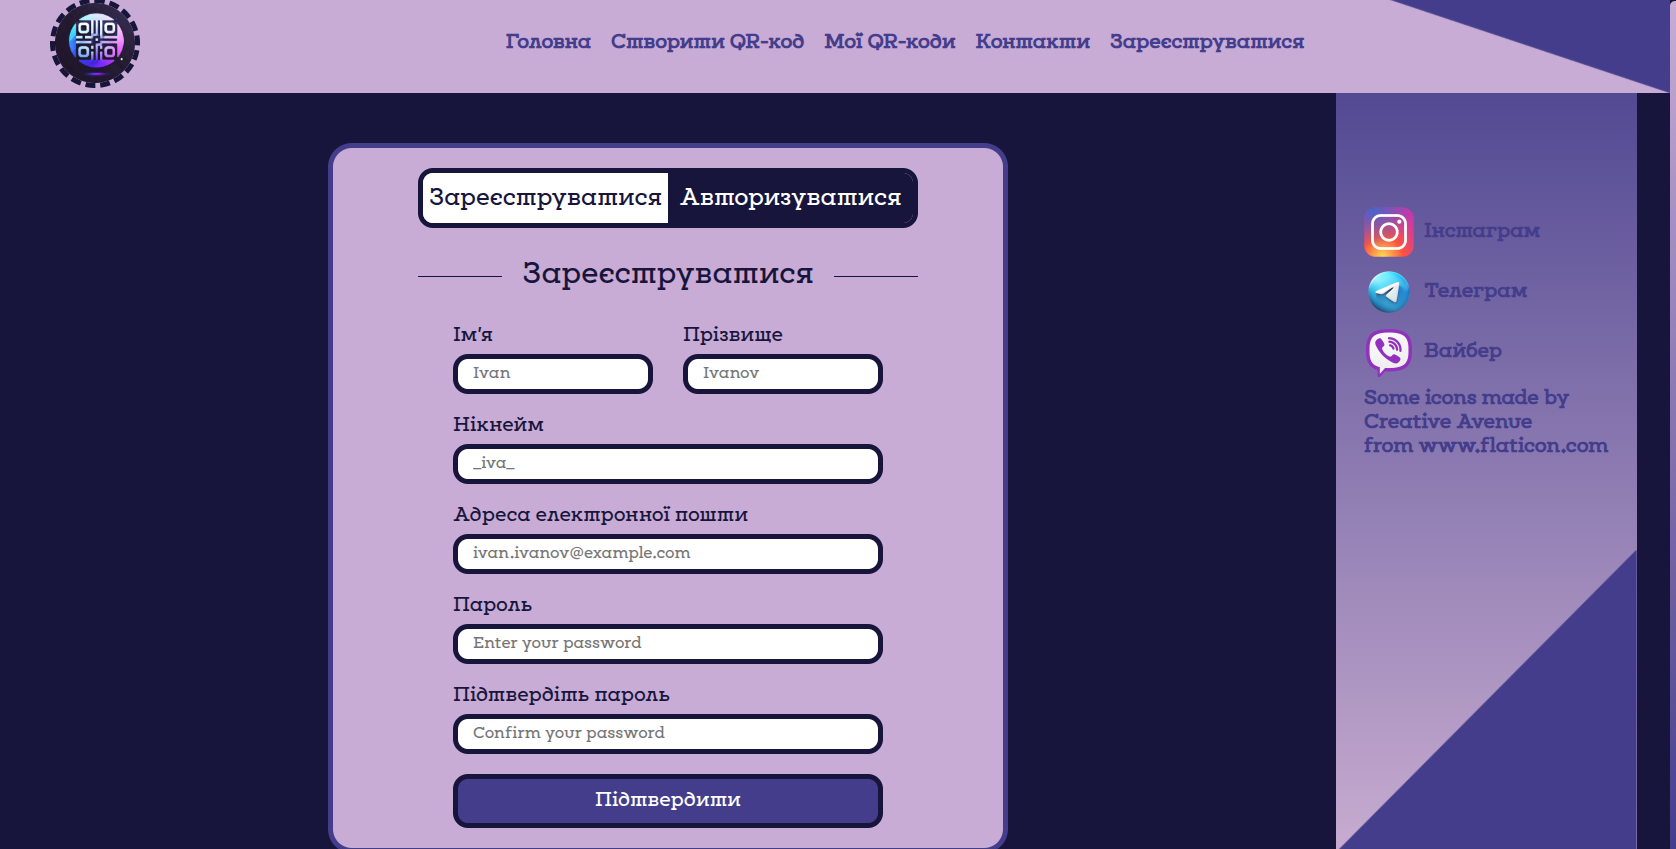 Головна Створити QR-код Мої QR-коди Контакти Зареєструватися
Зареєструватися Авторизуватися
Зареєструватися
Ім'я Прізвище
Ivan Ivanov
Нікнейм
_iva_
Адреса електронної пошти
ivan.ivanov@example.com
Пароль
Enter your password
Підтвердіть пароль
Confirm your password
Підтвердити
Інстаграм
Телеграм
Вайбер
Some icons made by
Creative Avenue
from www.flaticon.com